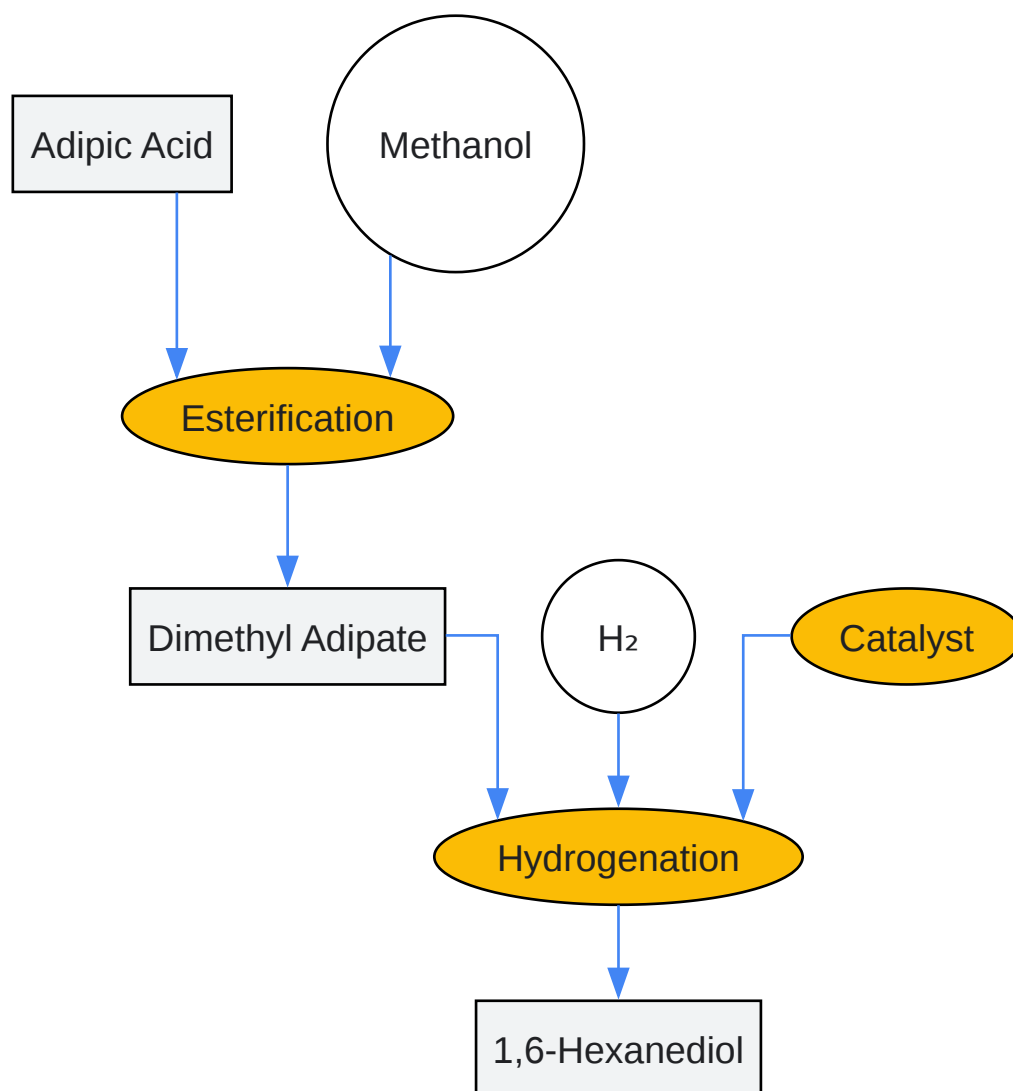 Adipic Acid
Methanol
Esterification
Dimethyl Adipate
H₂
Catalyst
Hydrogenation
1,6-Hexanediol